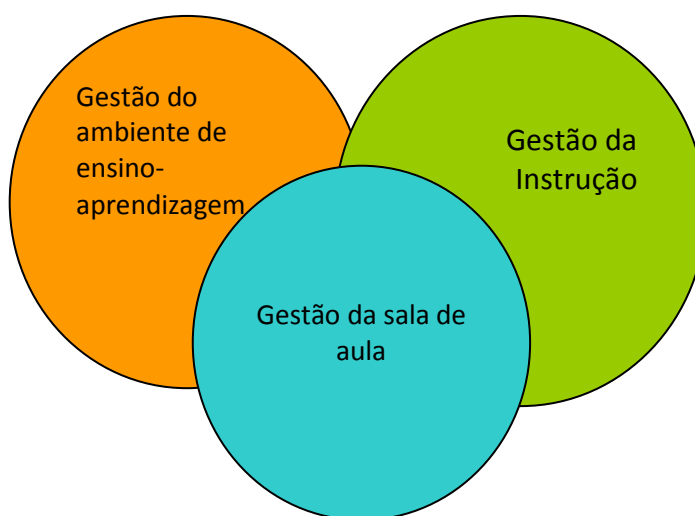 Gestão do
ambiente de
ensino-
aprendizagem
Gestão da
Instrução
Gestão da sala de
aula